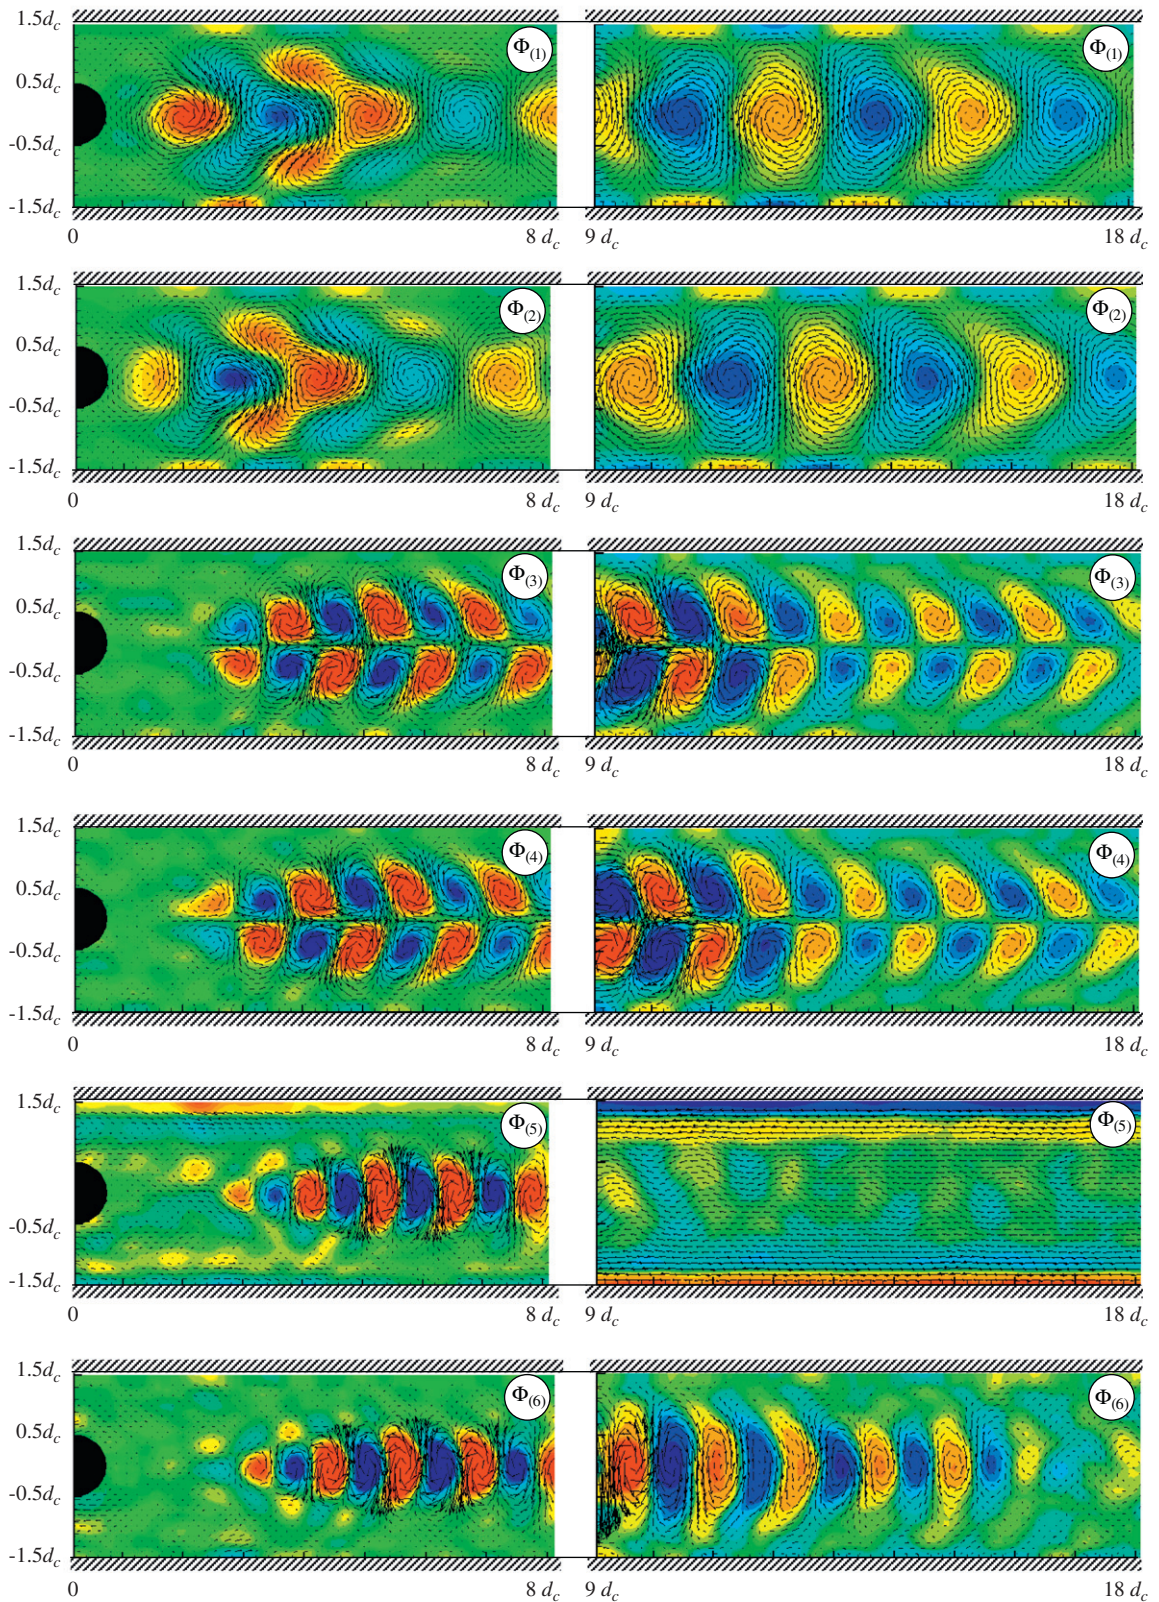 1.5d_c
0.5d_c
-0.5d_c
-1.5d_c
Φ(1)
Φ(1)
0
8 d_c
9 d_c
18 d_c
1.5d_c
0.5d_c
-0.5d_c
-1.5d_c
Φ(2)
Φ(2)
0
8 d_c
9 d_c
18 d_c
1.5d_c
0.5d_c
-0.5d_c
-1.5d_c
Φ(3)
Φ(3)
0
8 d_c
9 d_c
18 d_c
1.5d_c
0.5d_c
-0.5d_c
-1.5d_c
Φ(4)
Φ(4)
0
8 d_c
9 d_c
18 d_c
1.5d_c
0.5d_c
-0.5d_c
-1.5d_c
Φ(5)
Φ(5)
0
8 d_c
9 d_c
18 d_c
1.5d_c
0.5d_c
-0.5d_c
-1.5d_c
Φ(6)
Φ(6)
0
8 d_c
9 d_c
18 d_c